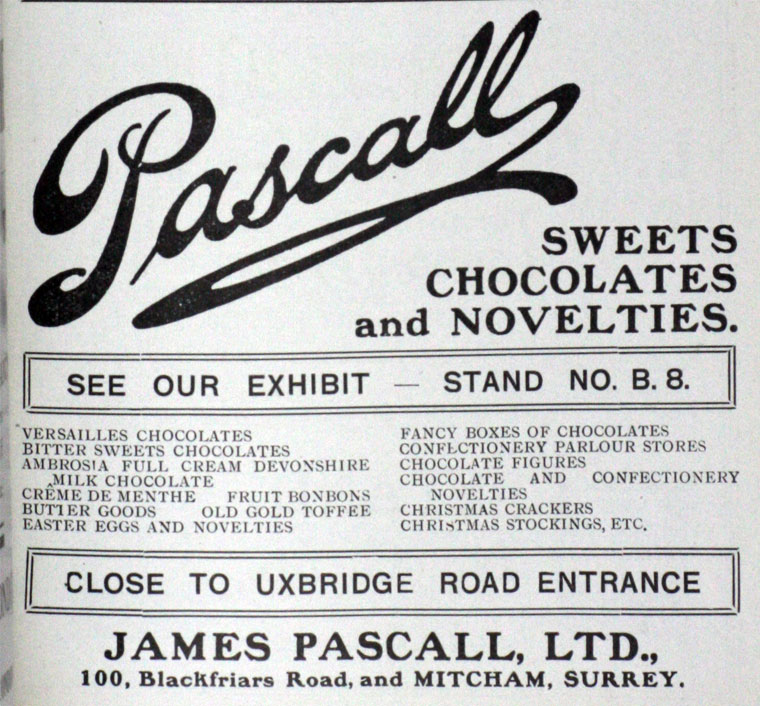 Pascall
SWEETS
CHOCOLATES
and NOVELTIES.
SEE OUR EXHIBIT — STAND NO. B. 8.
VERSAILLES CHOCOLATES
BITTER SWEETS CHOCOLATES
AMBROSIA FULL CREAM DEVONSHIRE
MILK CHOCOLATE
CRÊME DE MENTHE FRUIT BONBONS
BUTTER GOODS OLD GOLD TOFFEE
EASTER EGGS AND NOVELTIES
FANCY BOXES OF CHOCOLATES
CONFECTIONERY PARLOUR STORES
CHOCOLATE FIGURES
CHOCOLATE AND CONFECTIONERY
NOVELTIES
CHRISTMAS CRACKERS
CHRISTMAS STOCKINGS, ETC.
CLOSE TO UXBRIDGE ROAD ENTRANCE
JAMES PASCALL, LTD.,
100, Blackfriars Road, and MITCHAM, SURREY.